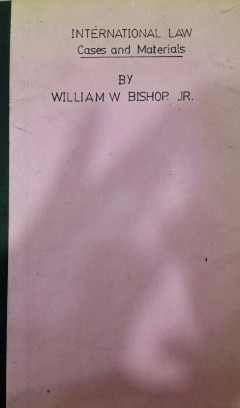 INTERNATIONAL LAW
Cases and Materials
BY
WILLIAM W BISHOP. JR.